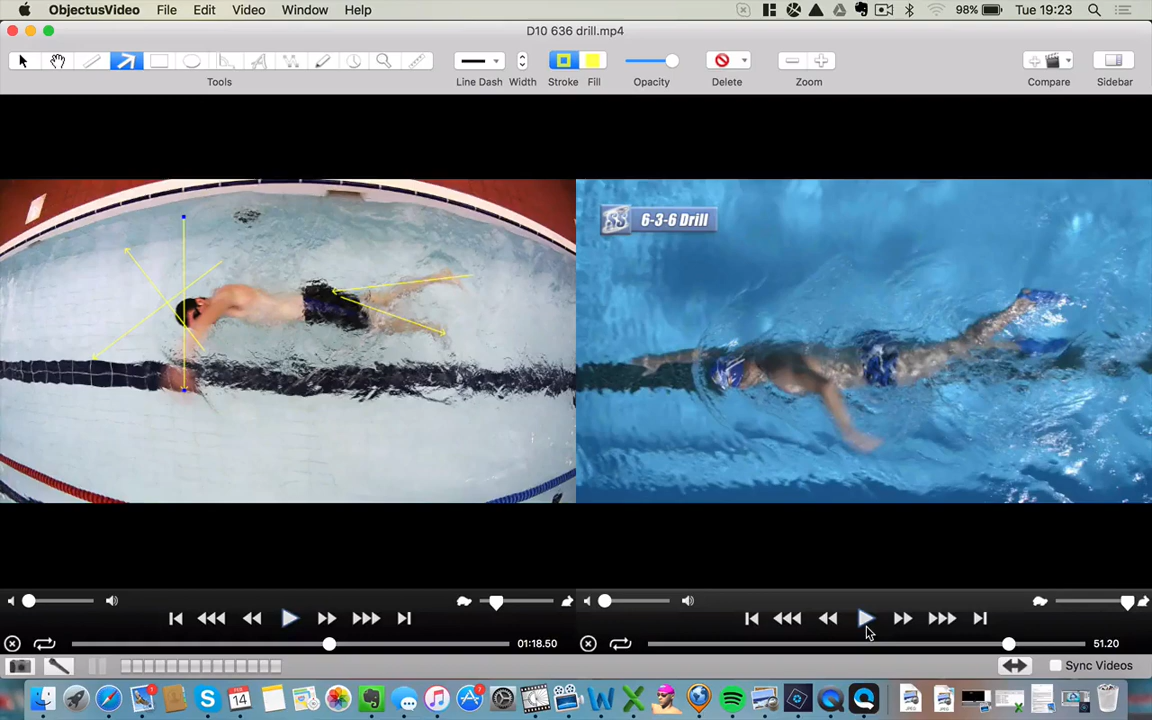 ObjectusVideo File Edit Video Window Help 98% Tue 19:23
D10 636 drill.mp4
Tools Line Dash Width Stroke Fill Opacity Delete Zoom Compare Sidebar
6-3-6 Drill
01:18.50 51.20
Sync Videos